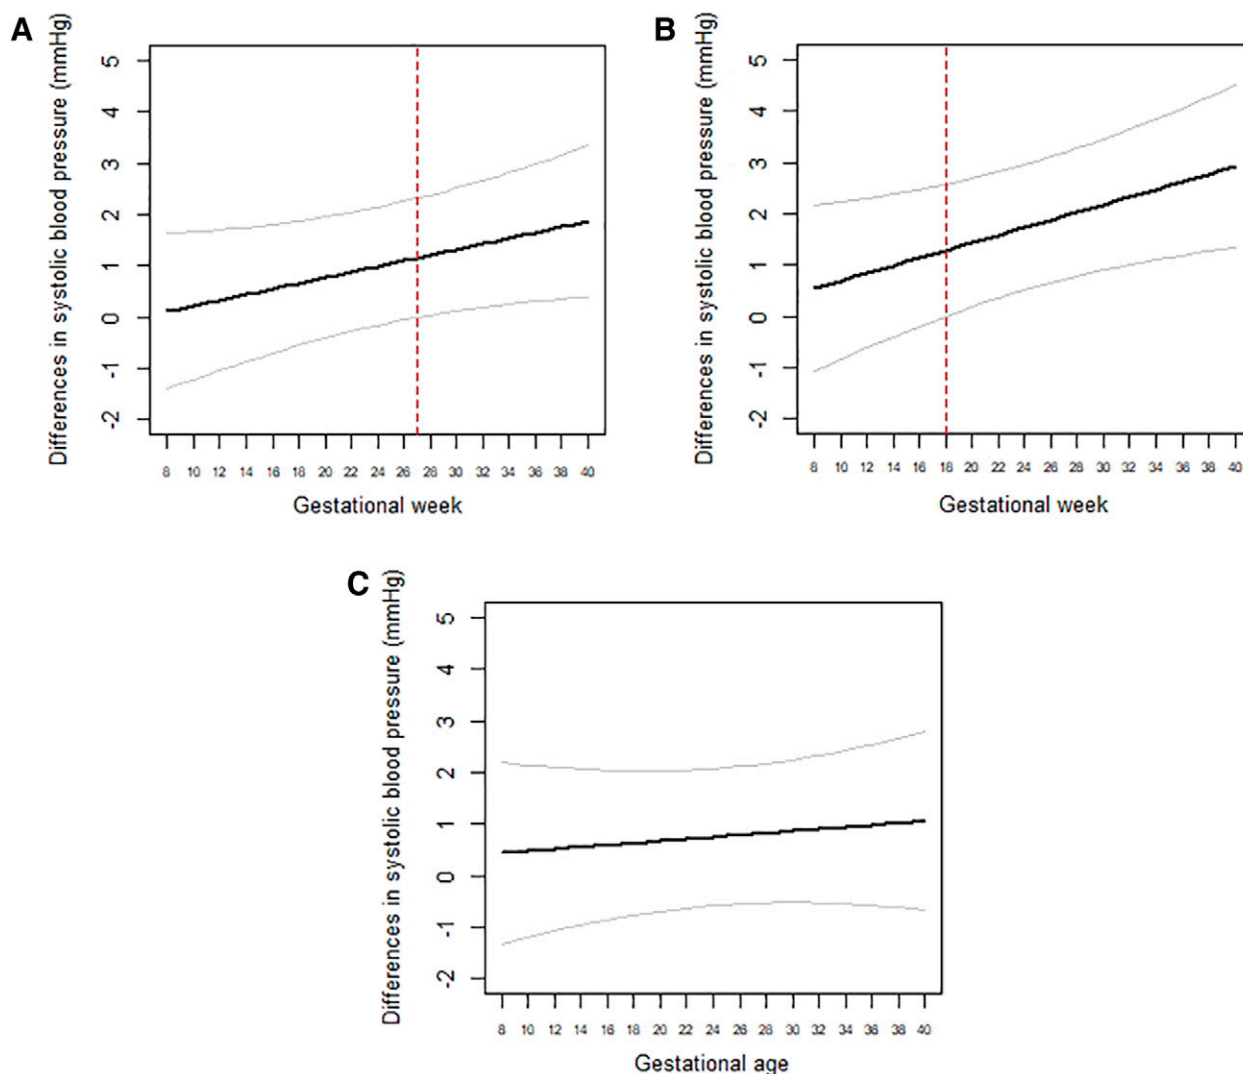 A
Differences in systolic blood pressure (mmHg)
5
4
3
2
1
0
-1
-2
8 10 12 14 16 18 20 22 24 26 28 30 32 34 36 38 40
Gestational week
B
Differences in systolic blood pressure (mmHg)
5
4
3
2
1
0
-1
-2
8 10 12 14 16 18 20 22 24 26 28 30 32 34 36 38 40
Gestational week
C
Differences in systolic blood pressure (mmHg)
5
4
3
2
1
0
-1
-2
8 10 12 14 16 18 20 22 24 26 28 30 32 34 36 38 40
Gestational age